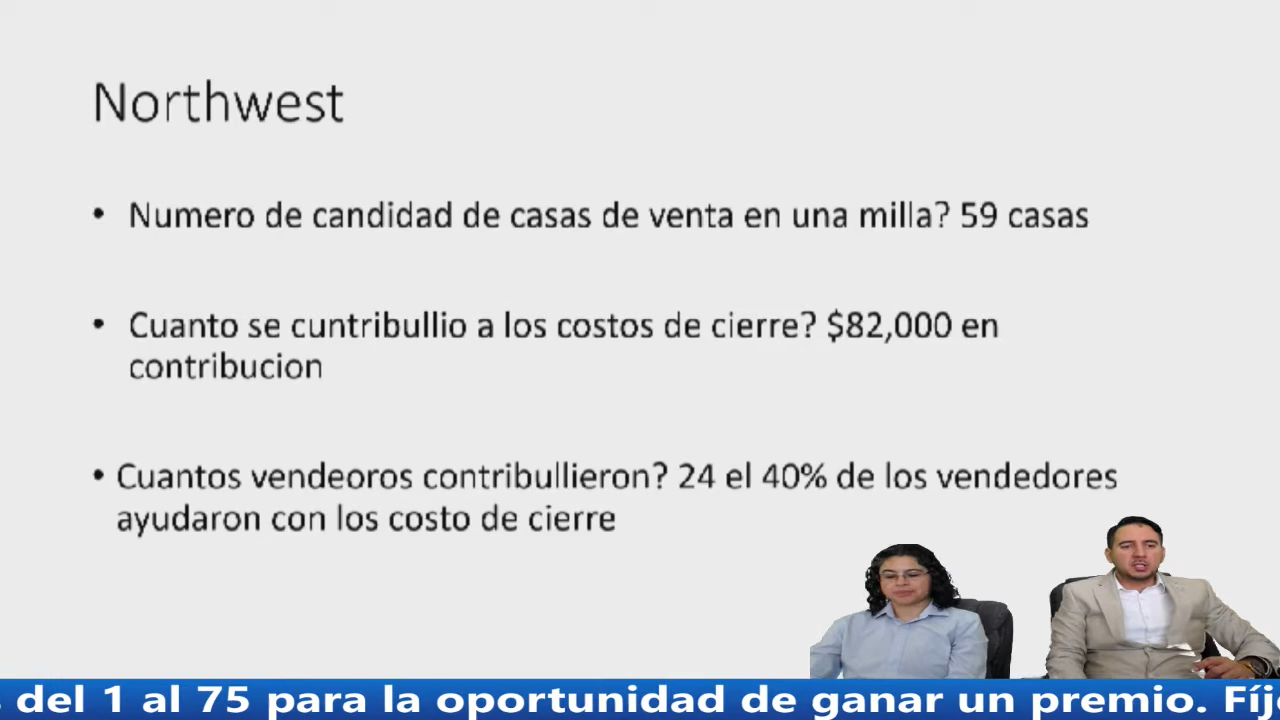 Northwest
• Numero de candidad de casas de venta en una milla? 59 casas
• Cuanto se cuntribullio a los costos de cierre? $82,000 en
contribucion
• Cuantos vendeoros contribullieron? 24 el 40% de los vendedores
ayudaron con los costo de cierre
del 1 al 75 para la oportunidad de ganar un premio.